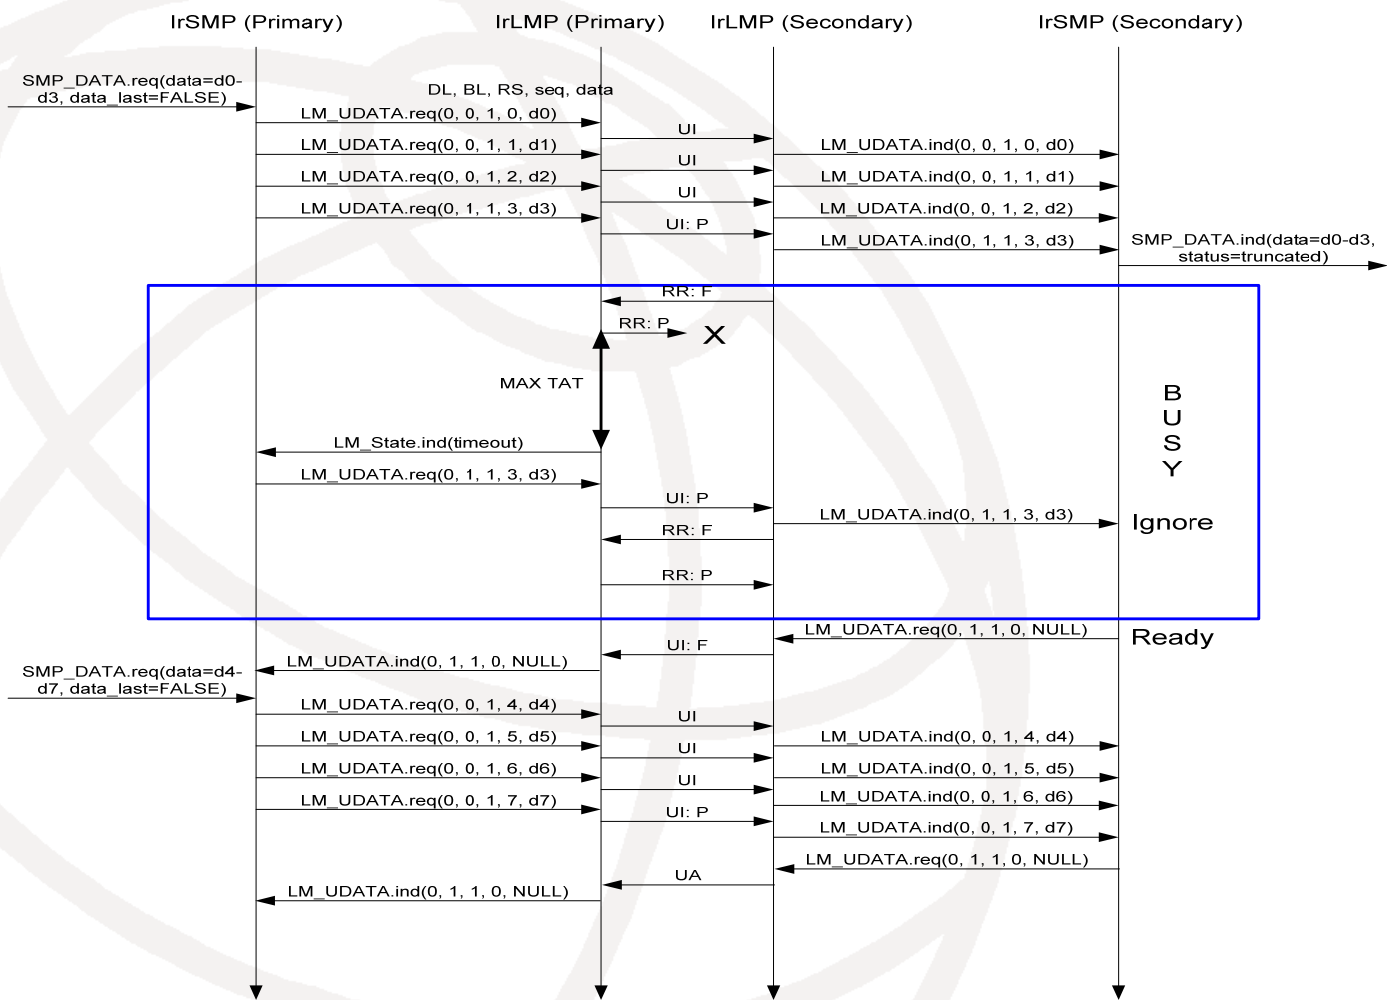 IrSMP (Primary) IrLMP (Primary) IrLMP (Secondary) IrSMP (Secondary)
SMP_DATA.req(data=d0-
d3, data_last=FALSE)
DL, BL, RS, seq, data
LM_UDATA.req(0, 0, 1, 0, d0)
UI
LM_UDATA.req(0, 0, 1, 1, d1)
LM_UDATA.ind(0, 0, 1, 0, d0)
UI
LM_UDATA.req(0, 0, 1, 2, d2)
LM_UDATA.ind(0, 0, 1, 1, d1)
UI
LM_UDATA.req(0, 1, 1, 3, d3)
LM_UDATA.ind(0, 0, 1, 2, d2)
UI: P
LM_UDATA.ind(0, 1, 1, 3, d3)
SMP_DATA.ind(data=d0-d3,
status=truncated)
RR: F
RR: P
X
MAX TAT
B
U
S
Y
LM_State.ind(timeout)
LM_UDATA.req(0, 1, 1, 3, d3)
UI: P
LM_UDATA.ind(0, 1, 1, 3, d3)
Ignore
RR: F
RR: P
LM_UDATA.req(0, 1, 1, 0, NULL)
Ready
UI: F
LM_UDATA.ind(0, 1, 1, 0, NULL)
SMP_DATA.req(data=d4-
d7, data_last=FALSE)
LM_UDATA.req(0, 0, 1, 4, d4)
UI
LM_UDATA.req(0, 0, 1, 5, d5)
LM_UDATA.ind(0, 0, 1, 4, d4)
UI
LM_UDATA.req(0, 0, 1, 6, d6)
LM_UDATA.ind(0, 0, 1, 5, d5)
UI
LM_UDATA.req(0, 0, 1, 7, d7)
LM_UDATA.ind(0, 0, 1, 6, d6)
UI: P
LM_UDATA.ind(0, 0, 1, 7, d7)
LM_UDATA.req(0, 1, 1, 0, NULL)
UA
LM_UDATA.ind(0, 1, 1, 0, NULL)